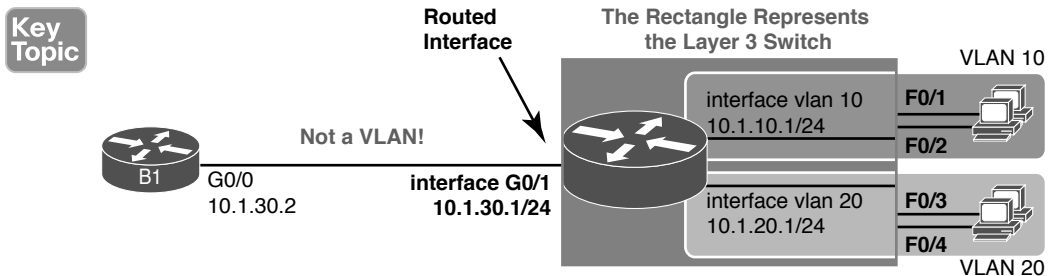 Key
Topic
Routed
Interface
The Rectangle Represents
the Layer 3 Switch
VLAN 10
interface vlan 10
10.1.10.1/24
F0/1
F0/2
Not a VLAN!
B1
G0/0
10.1.30.2
interface G0/1
10.1.30.1/24
interface vlan 20
10.1.20.1/24
F0/3
F0/4
VLAN 20